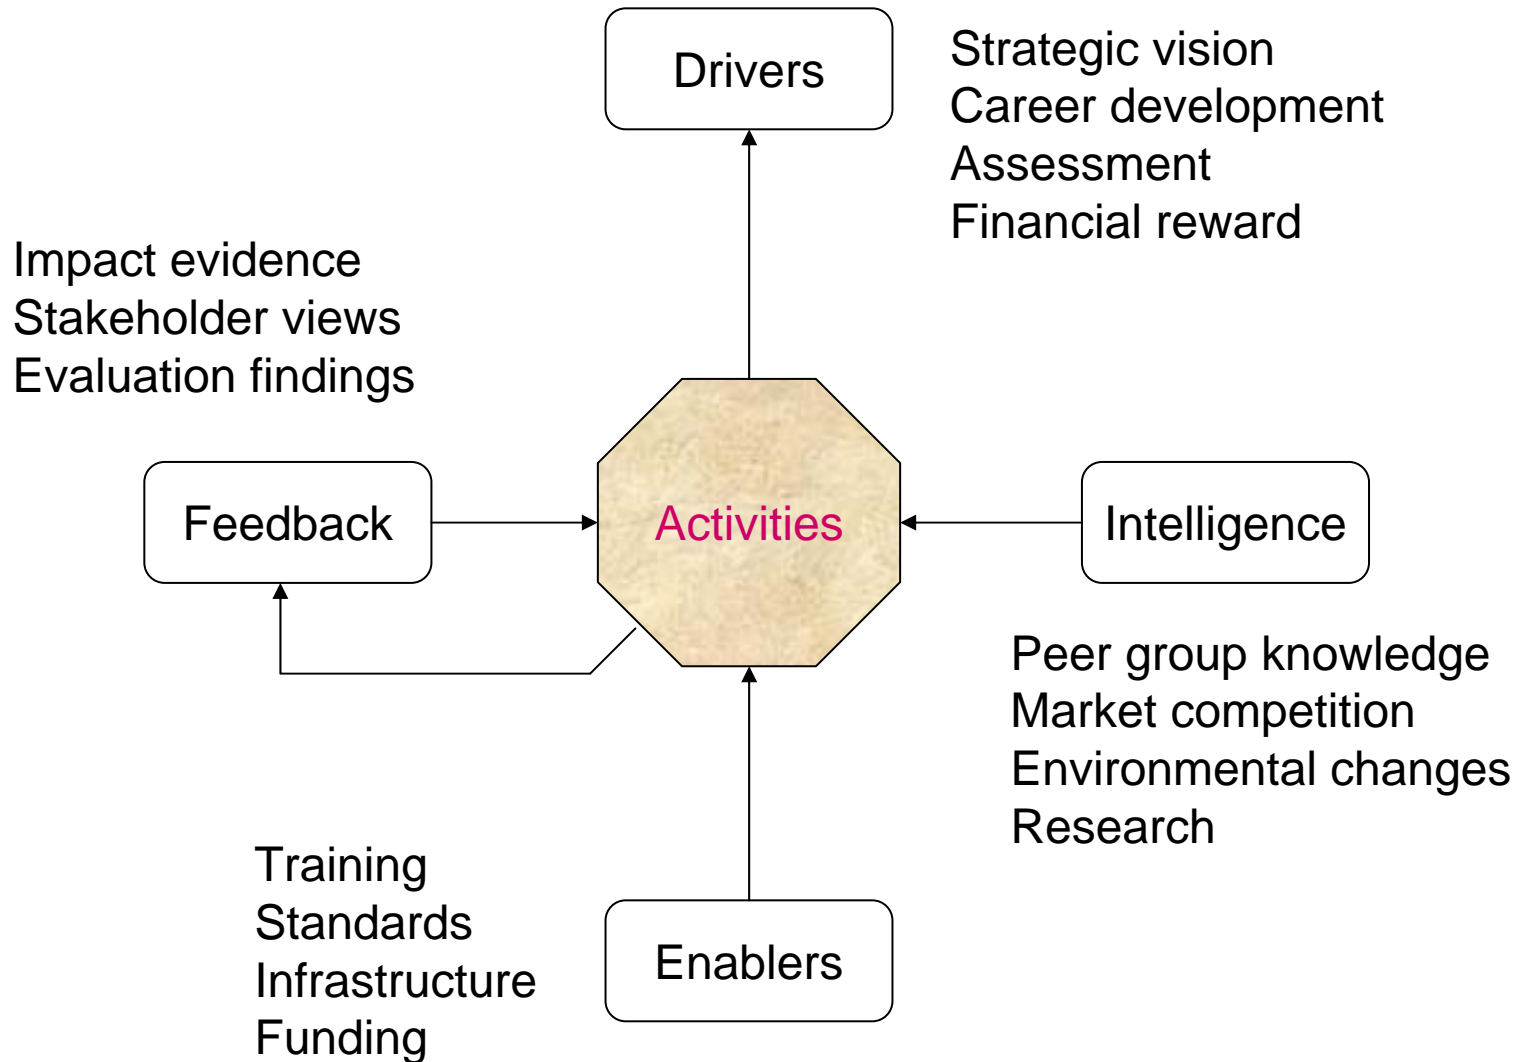 Drivers
Strategic vision
Career development
Assessment
Financial reward
Impact evidence
Stakeholder views
Evaluation findings
Feedback
Activities
Intelligence
Peer group knowledge
Market competition
Environmental changes
Research
Training
Standards
Infrastructure
Funding
Enablers